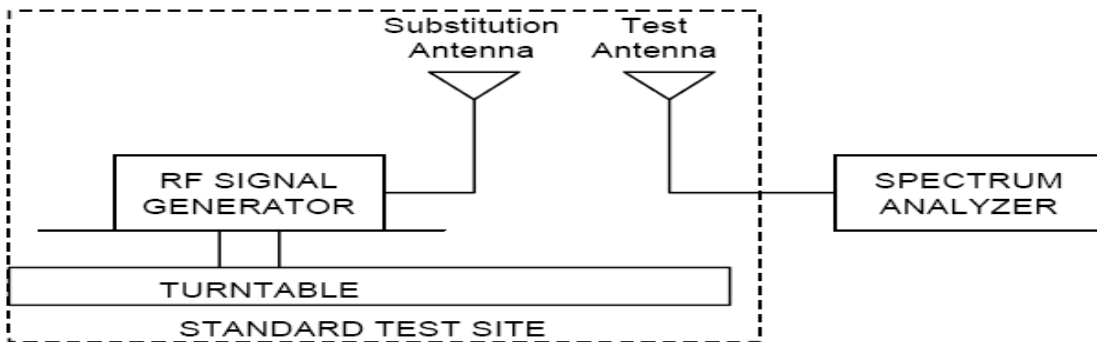 Substitution
Antenna
Test
Antenna
RF SIGNAL
GENERATOR
SPECTRUM
ANALYZER
TURNTABLE
STANDARD TEST SITE